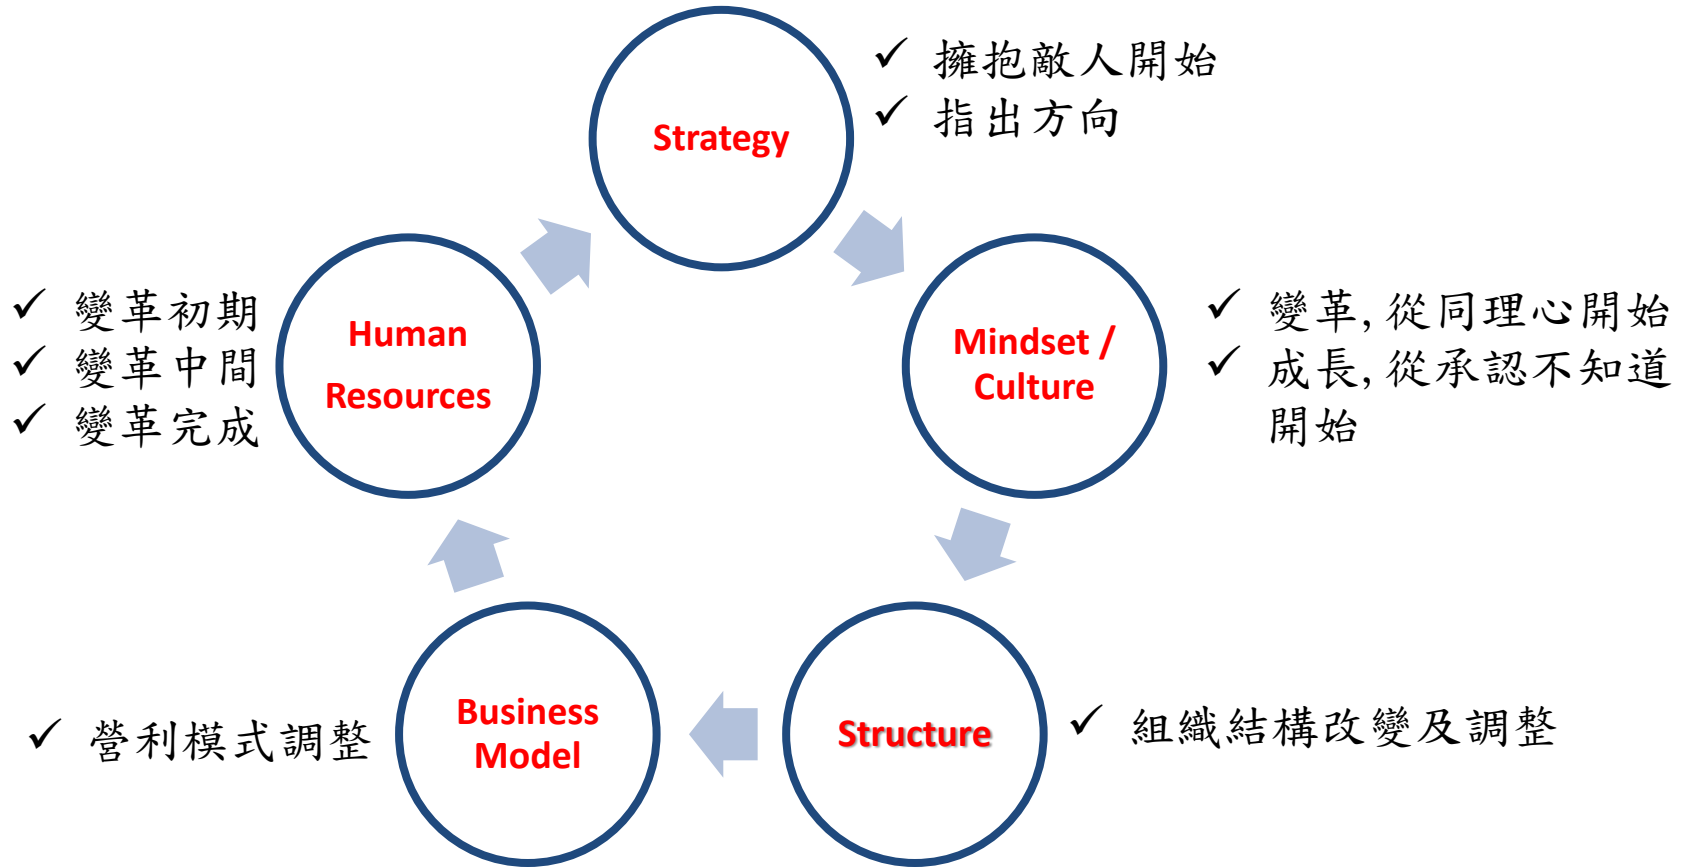 Strategy
✓ 擁抱敵人開始
✓ 指出方向
Mindset /
Culture
✓ 變革,從同理心開始
✓ 成長,從承認不知道
開始
Structure
✓ 組織結構改變及調整
Business
Model
✓ 營利模式調整
Human
Resources
✓ 變革初期
✓ 變革中間
✓ 變革完成